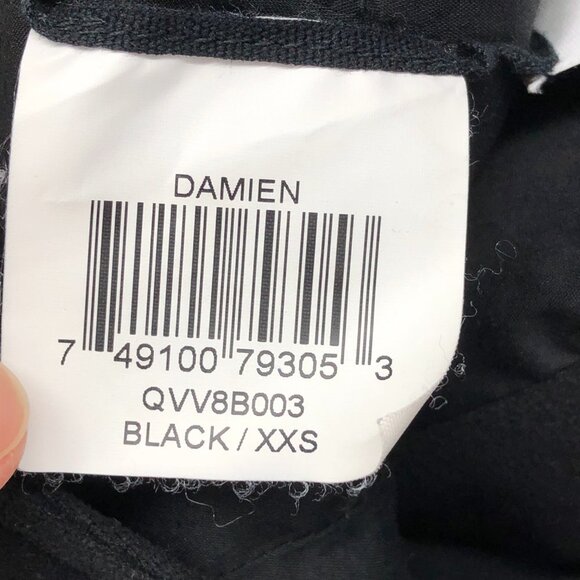 DAMIEN
7 49100 79305 3
QVV8B003
BLACK / XXS